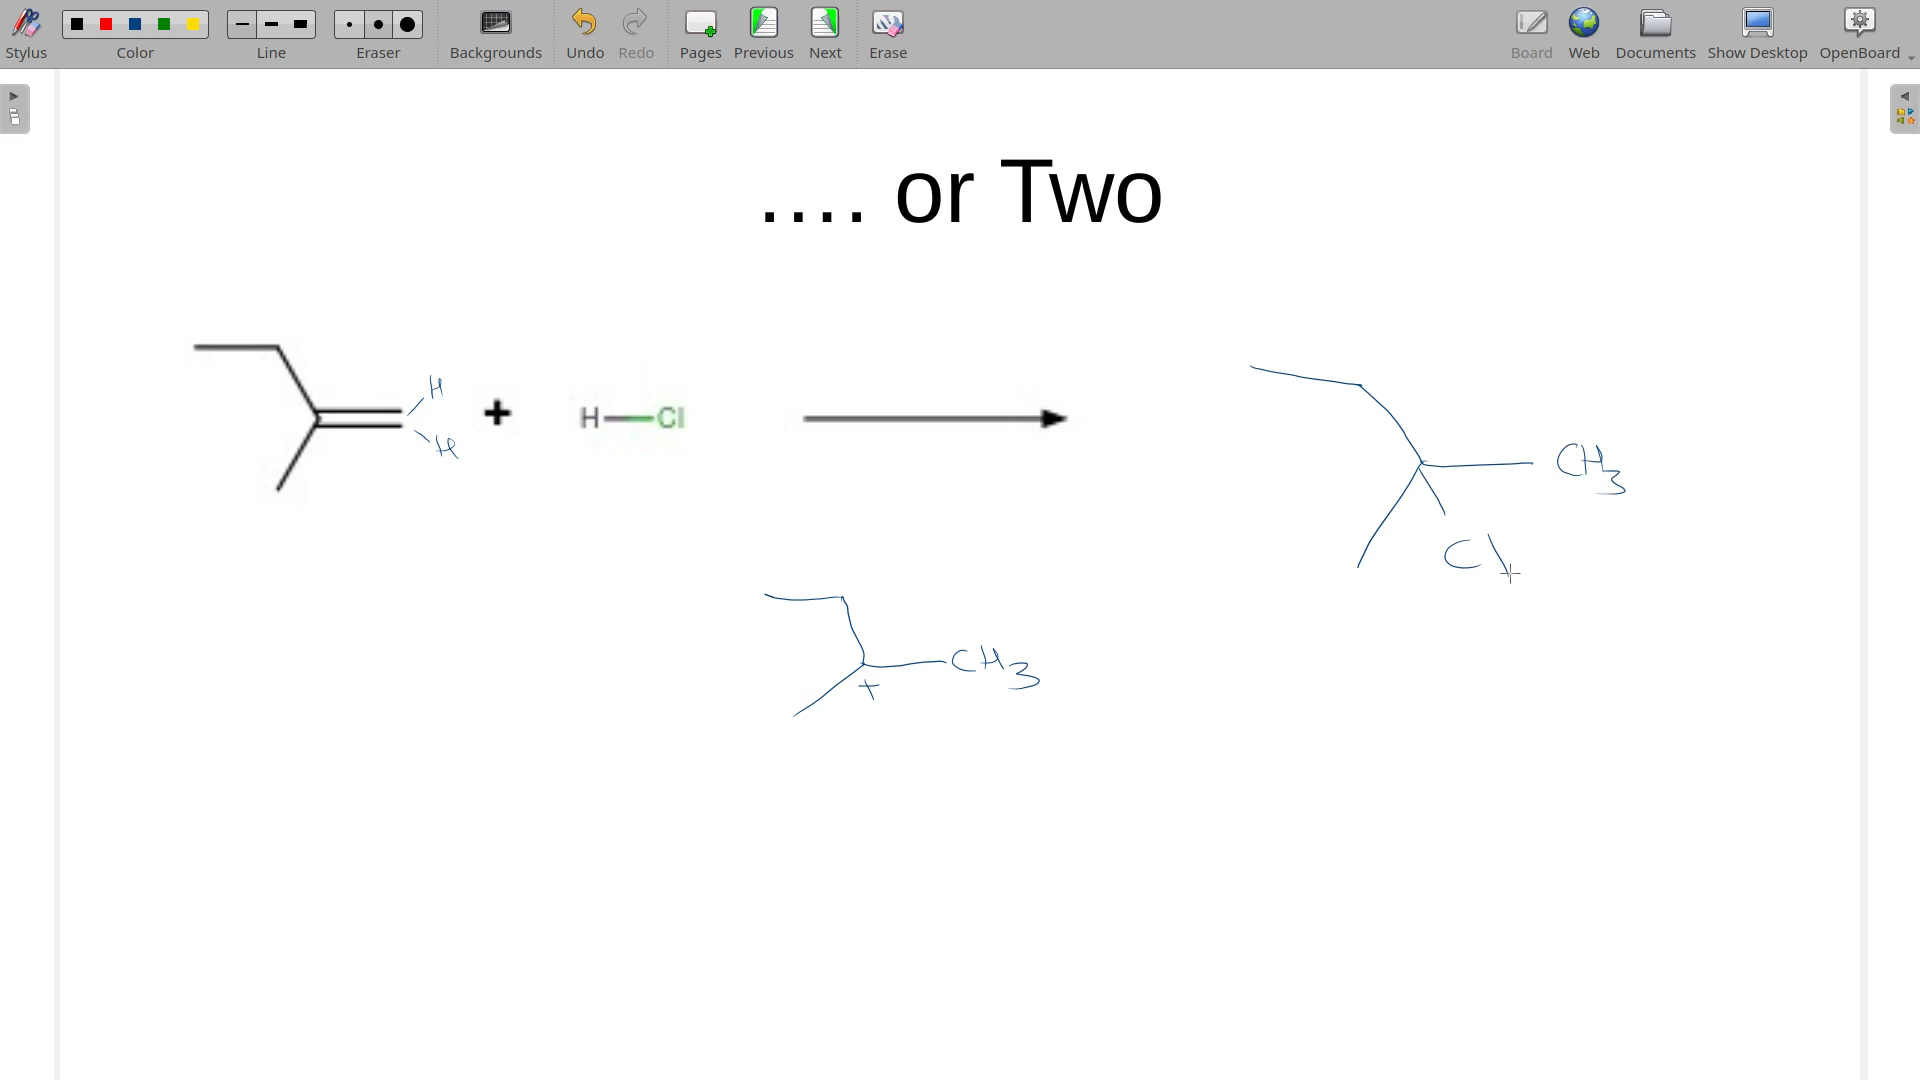 Stylus Color Line Eraser Backgrounds Undo Redo Pages Previous Next Erase Board Web Documents Show Desktop OpenBoard
.... or Two
H
H
+ H Cl
CH3
Cl
CH3
+